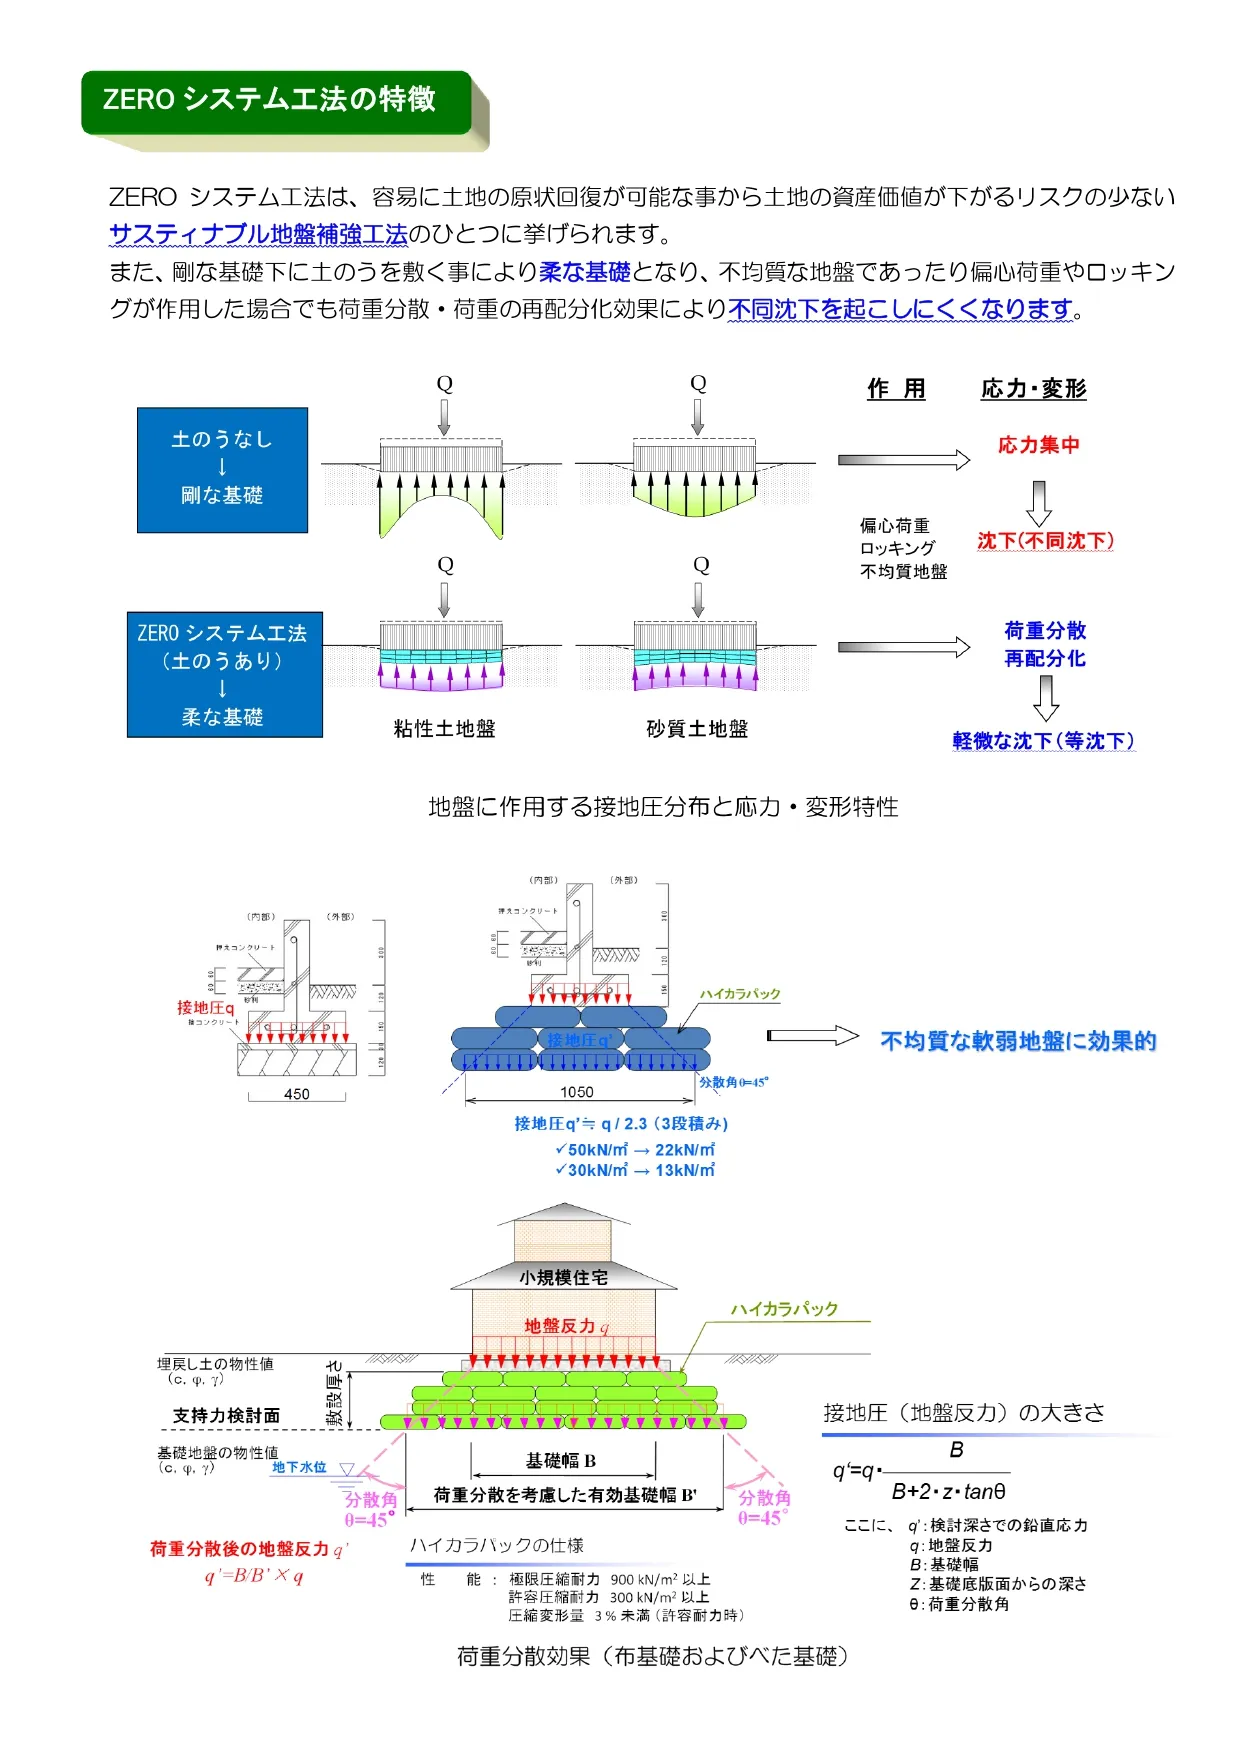 ZERO システム工法の特徴
ZERO システム工法は、容易に土地の原状回復が可能な事から土地の資産価値が下がるリスクの少ない
サスティナブル地盤補強工法のひとつに挙げられます。
また、剛な基礎下に土のうを敷く事により柔な基礎となり、不均質な地盤であったり偏心荷重やロッキン
グが作用した場合でも荷重分散・荷重の再配分化効果により不同沈下を起こしにくくなります。
Q
Q
作 用
応力・変形
土のうなし
↓
剛な基礎
応力集中
偏心荷重
ロッキング
不均質地盤
沈下(不同沈下)
Q
Q
ZERO システム工法
(土のうあり)
↓
柔な基礎
荷重分散
再配分化
粘性土地盤
砂質土地盤
軽微な沈下(等沈下)
地盤に作用する接地圧分布と応力・変形特性
(内部)
(外部)
押えコンクリート
砂利
(内部)
(外部)
押えコンクリート
砂利
接地圧q
捨コンクリート
450
ハイカラパック
接地圧q'
分散角θ=45°
1050
不均質な軟弱地盤に効果的
接地圧q'≒ q / 2.3 (3段積み)
✓50kN/㎡ → 22kN/㎡
✓30kN/㎡ → 13kN/㎡
小規模住宅
地盤反力 q
ハイカラパック
埋戻し土の物性値
(c, φ, γ)
敷設厚さ
支持力検討面
基礎地盤の物性値
(c, φ, γ)
地下水位
基礎幅 B
分散角
θ=45°
荷重分散を考慮した有効基礎幅 B'
分散角
θ=45°
荷重分散後の地盤反力 q'
q'=B/B'×q
接地圧(地盤反力)の大きさ
q'=q・B/B+2・z・tanθ
ここに、 q':検討深さでの鉛直応力
q:地盤反力
B:基礎幅
Z:基礎底版面からの深さ
θ:荷重分散角
ハイカラパックの仕様
性 能 : 極限圧縮耐力 900 kN/m² 以上
許容圧縮耐力 300 kN/m² 以上
圧縮変形量 3 % 未満 (許容耐力時)
荷重分散効果(布基礎およびべた基礎)